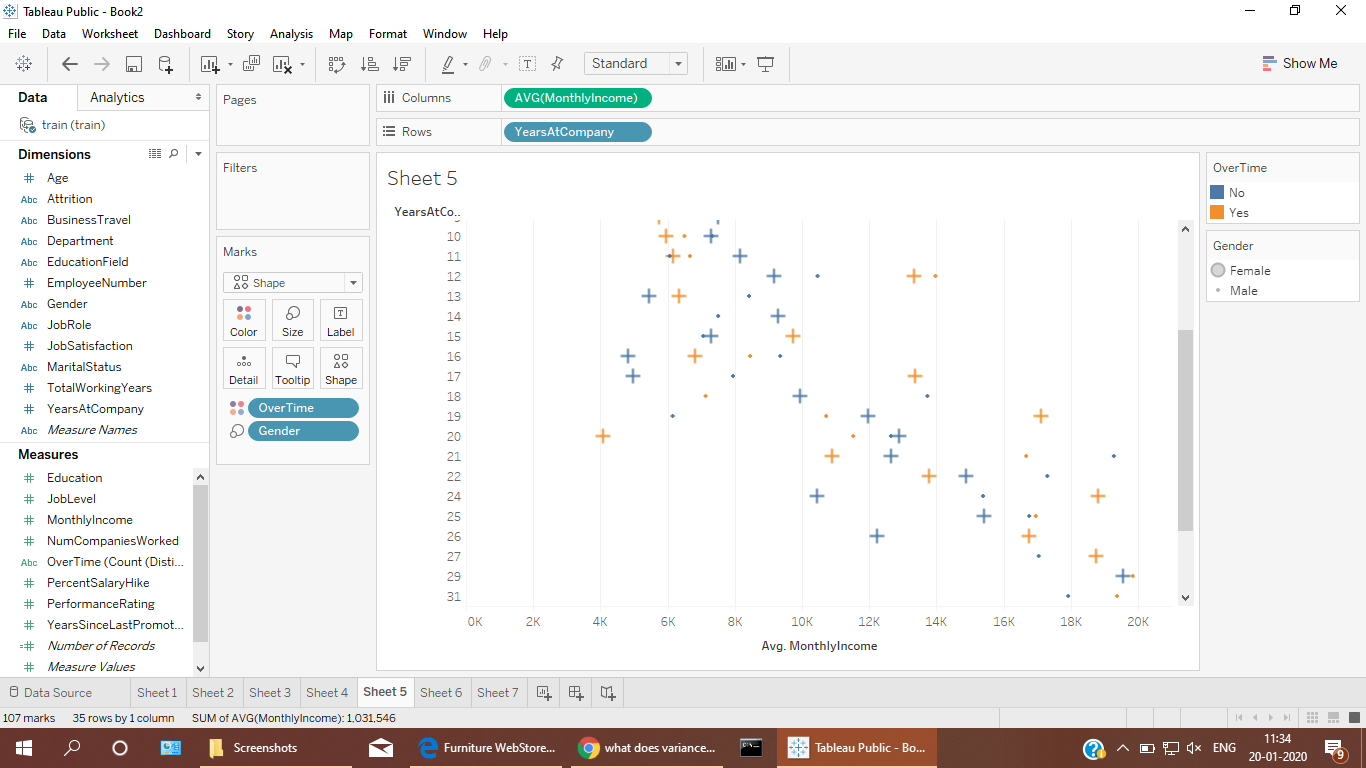 Tableau Public - Book2
File Data Worksheet Dashboard Story Analysis Map Format Window Help
Standard
Show Me
Data Analytics
train (train)
Dimensions
# Age
Abc Attrition
Abc BusinessTravel
Abc Department
Abc EducationField
# EmployeeNumber
Abc Gender
Abc JobRole
# JobSatisfaction
Abc MaritalStatus
# TotalWorkingYears
# YearsAtCompany
Abc Measure Names
Measures
# Education
# JobLevel
# MonthlyIncome
# NumCompaniesWorked
Abc OverTime (Count (Disti...
# PercentSalaryHike
# PerformanceRating
# YearsSinceLastPromot...
=# Number of Records
# Measure Values
Pages
Filters
Marks
Shape
Color Size Label
Detail Tooltip Shape
OverTime
Gender
Columns AVG(MonthlyIncome)
Rows YearsAtCompany
Sheet 5
YearsAtCo..
10
11
12
13
14
15
16
17
18
19
20
21
22
24
25
26
27
29
31
0K 2K 4K 6K 8K 10K 12K 14K 16K 18K 20K
Avg. MonthlyIncome
OverTime
No
Yes
Gender
Female
Male
Data Source Sheet 1 Sheet 2 Sheet 3 Sheet 4 Sheet 5 Sheet 6 Sheet 7
107 marks 35 rows by 1 column SUM of AVG(MonthlyIncome): 1,031,546
Screenshots Furniture WebStore... what does variance... Tableau Public - Bo... ENG 11:34
20-01-2020 9